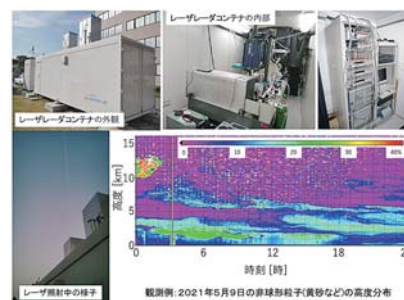 レーザレーダコンテナの外観
レーザレーダコンテナの内部
レーザ照射中の様子
0 10 20 30 40%
高度 [km]
15
10
5
0
0 6 12 18 24
時刻 [時]
観測例：2021年5月9日の非球形粒子(黄砂など)の高度分布